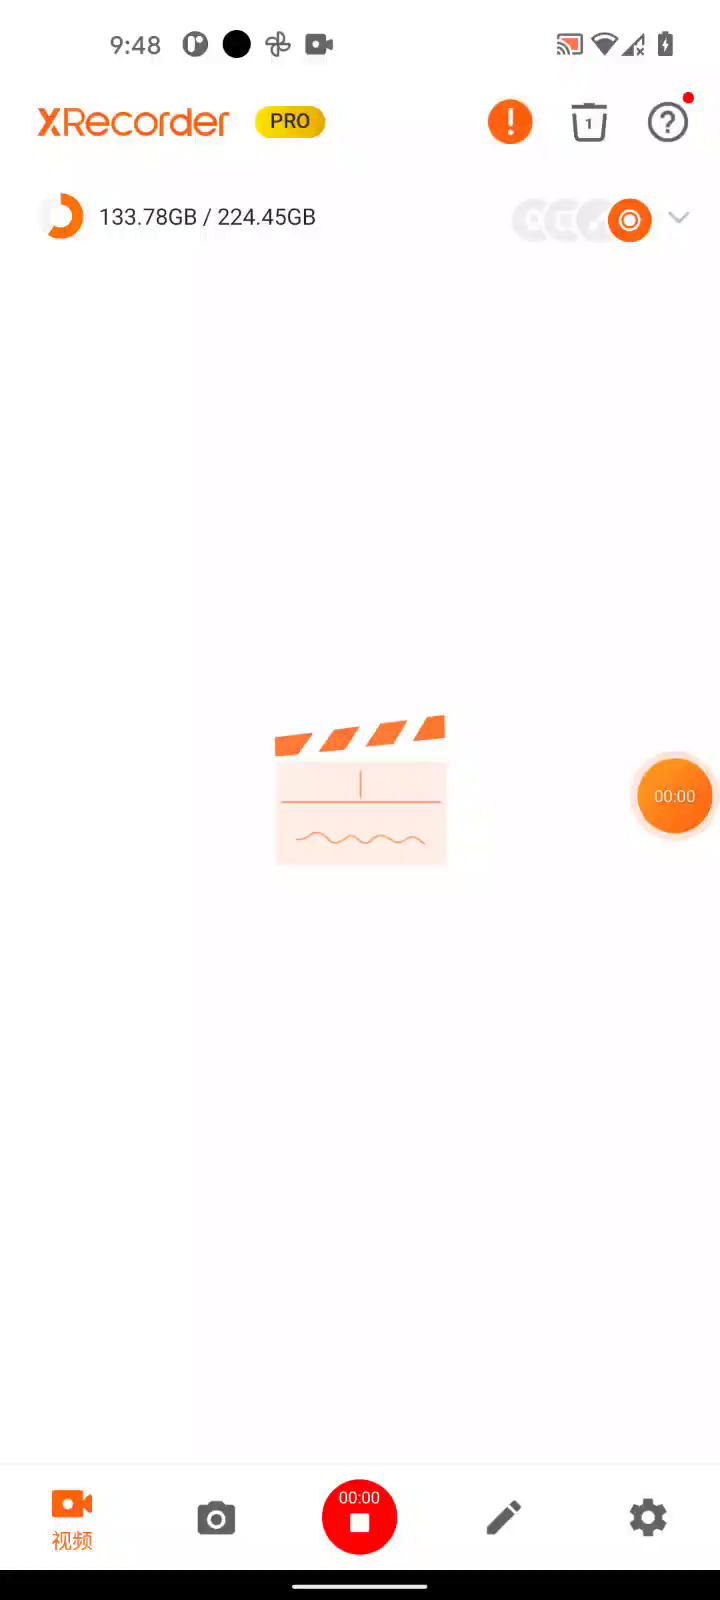 9:48
XRecorder PRO
1
133.78GB / 224.45GB
00:00
00:00
视频